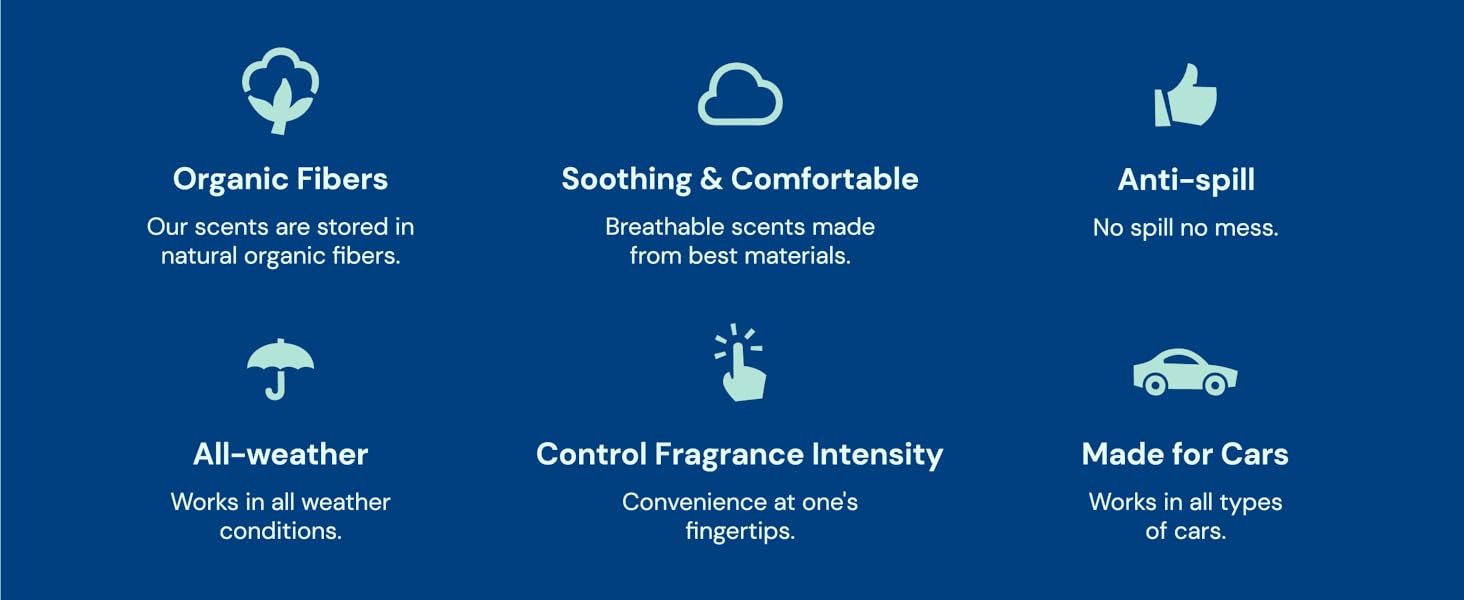 Organic Fibers
Our scents are stored in
natural organic fibers.
Soothing & Comfortable
Breathable scents made
from best materials.
Anti-spill
No spill no mess.
All-weather
Works in all weather
conditions.
Control Fragrance Intensity
Convenience at one's
fingertips.
Made for Cars
Works in all types
of cars.